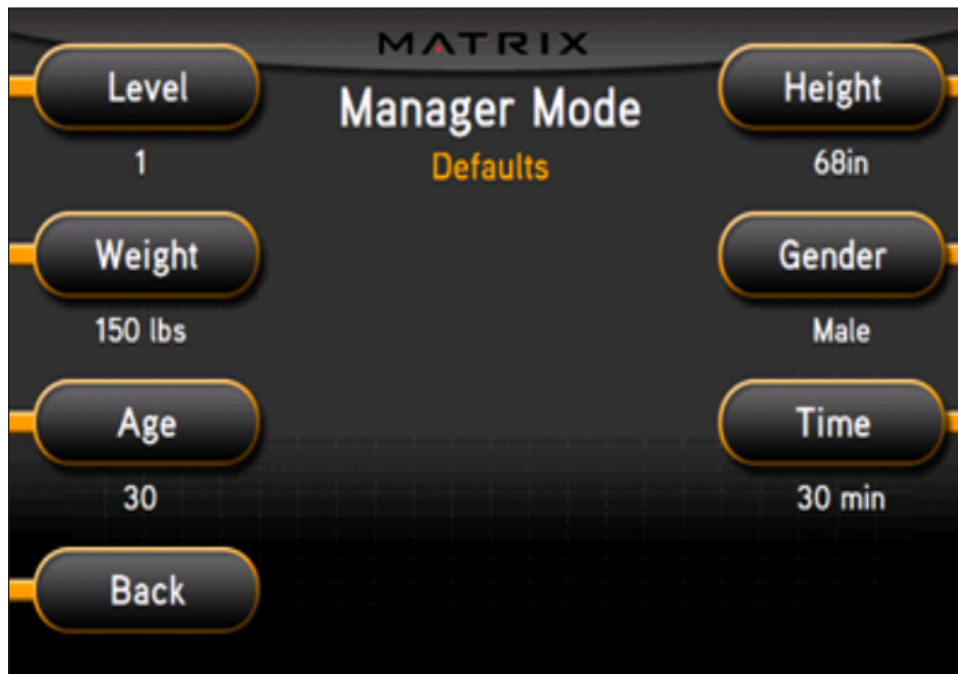 MATRIX
Manager Mode
Defaults
Level
1
Weight
150 lbs
Age
30
Back
Height
68in
Gender
Male
Time
30 min